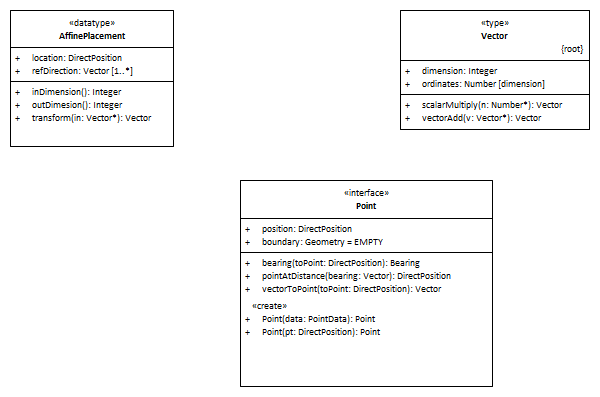 «datatype»
AffinePlacement
+ location: DirectPosition
+ refDirection: Vector [1..*]
+ inDimension(): Integer
+ outDimesion(): Integer
+ transform(in: Vector*): Vector
«type»
Vector
{root}
+ dimension: Integer
+ ordinates: Number [dimension]
+ scalarMultiply(n: Number*): Vector
+ vectorAdd(v: Vector*): Vector
«interface»
Point
+ position: DirectPosition
+ boundary: Geometry = EMPTY
+ bearing(toPoint: DirectPosition): Bearing
+ pointAtDistance(bearing: Vector): DirectPosition
+ vectorToPoint(toPoint: DirectPosition): Vector
«create»
+ Point(data: PointData): Point
+ Point(pt: DirectPosition): Point